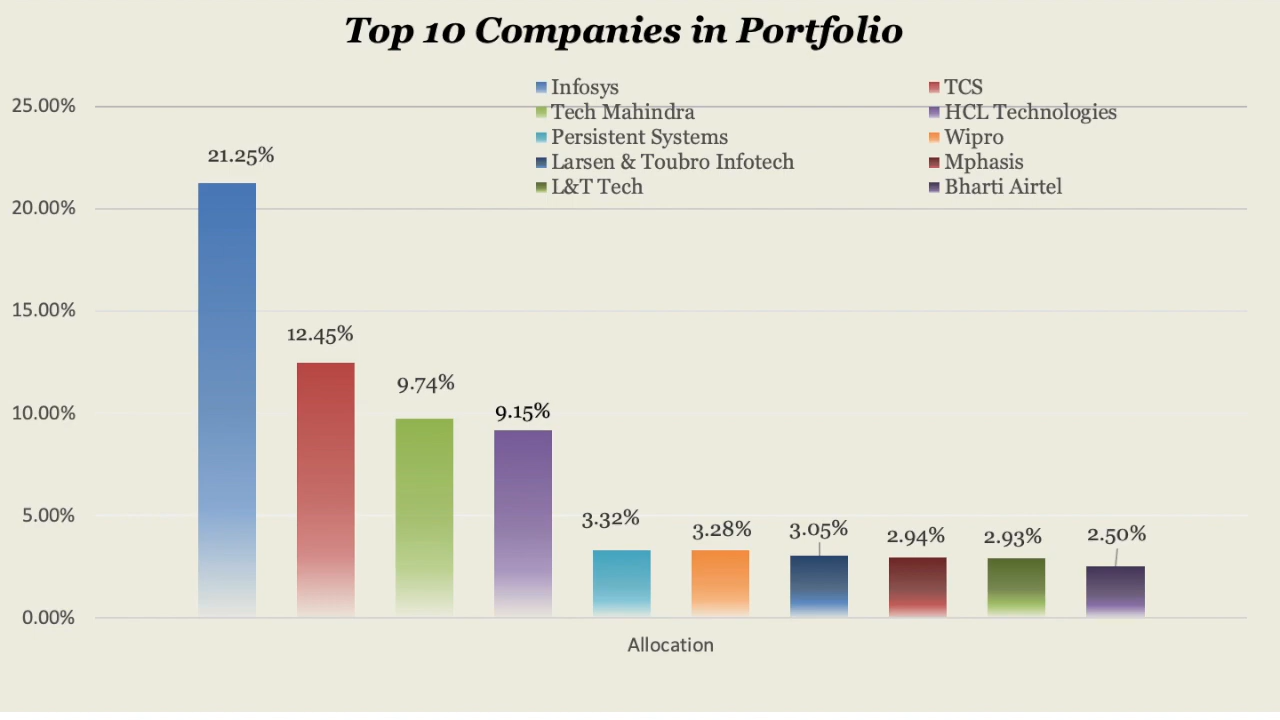 Top 10 Companies in Portfolio
Infosys
TCS
Tech Mahindra
HCL Technologies
Persistent Systems
Wipro
Larsen & Toubro Infotech
Mphasis
L&T Tech
Bharti Airtel
25.00%
20.00%
15.00%
10.00%
5.00%
0.00%
21.25%
12.45%
9.74%
9.15%
3.32%
3.28%
3.05%
2.94%
2.93%
2.50%
Allocation